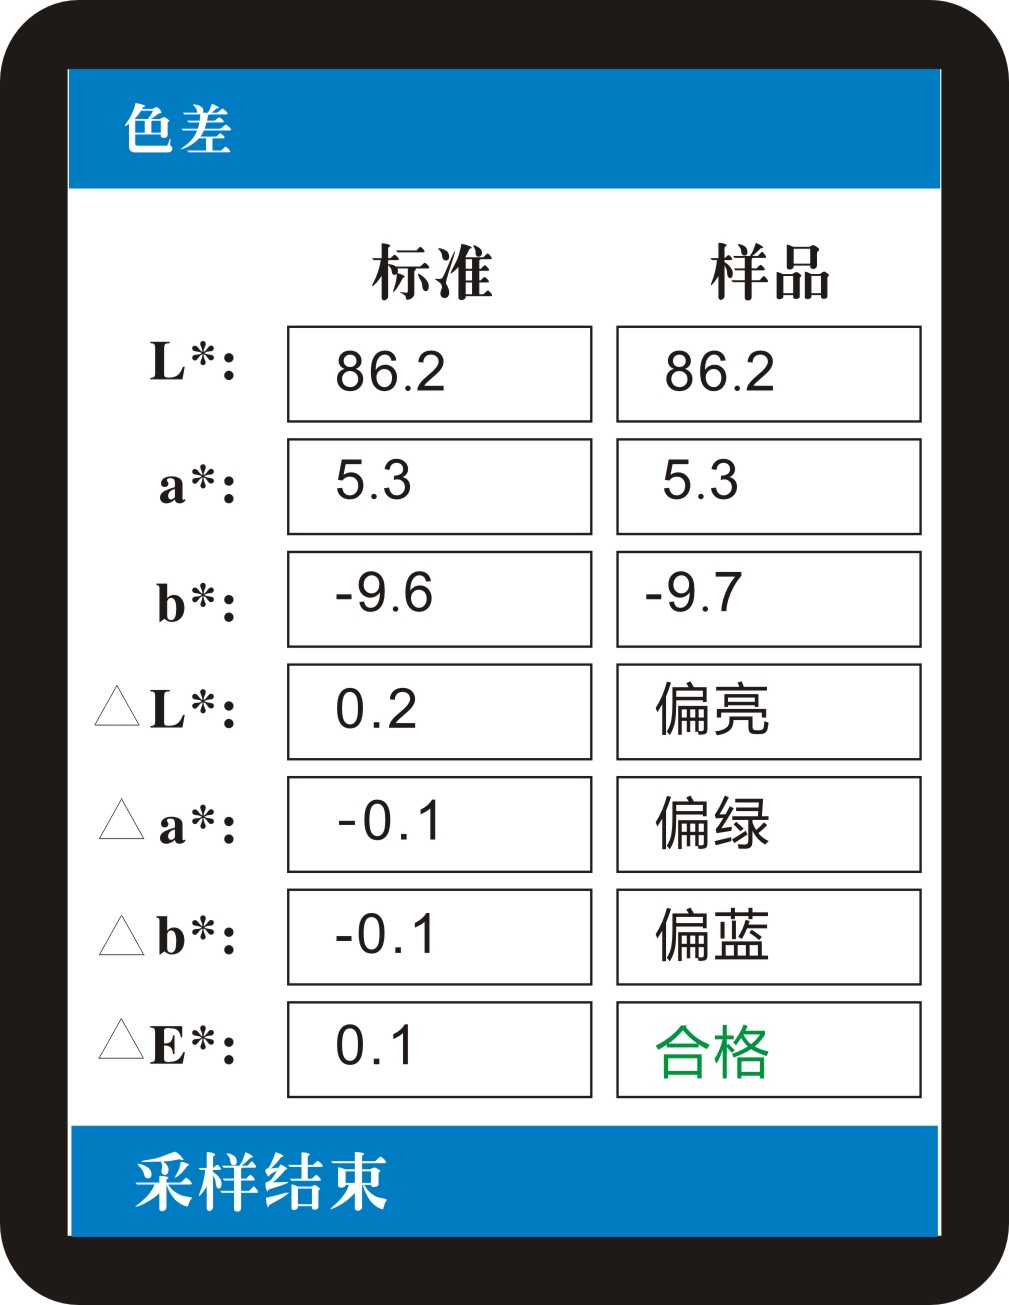 色差
标准 样品
L*: 86.2 86.2
a*: 5.3 5.3
b*: -9.6 -9.7
△L*: 0.2 偏亮
△a*: -0.1 偏绿
△b*: -0.1 偏蓝
△E*: 0.1 合格
采样结束